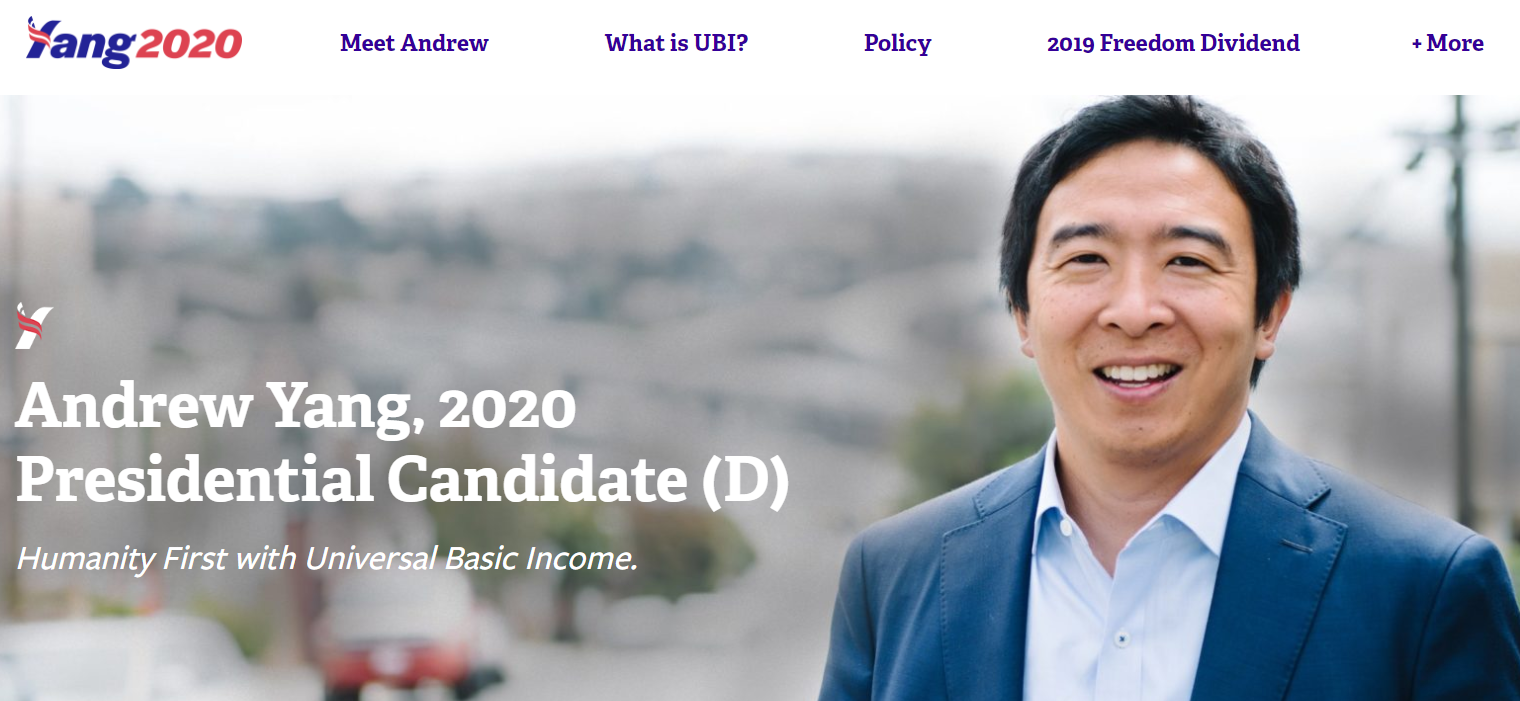 Yang2020 Meet Andrew What is UBI? Policy 2019 Freedom Dividend + More
Y
Andrew Yang, 2020
Presidential Candidate (D)
Humanity First with Universal Basic Income.